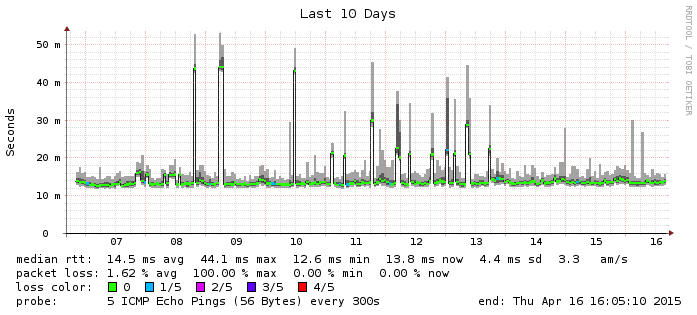 Last 10 Days
RRDTOOL / TOBI OETIKER
Seconds
50 m
40 m
30 m
20 m
10 m
0
07 08 09 10 11 12 13 14 15 16
median rtt: 14.5 ms avg 44.1 ms max 12.6 ms min 13.8 ms now 4.4 ms sd 3.3 am/s
packet loss: 1.62 % avg 100.00 % max 0.00 % min 0.00 % now
loss color: 0 1/5 2/5 3/5 4/5
probe: 5 ICMP Echo Pings (56 Bytes) every 300s end: Thu Apr 16 16:05:10 2015